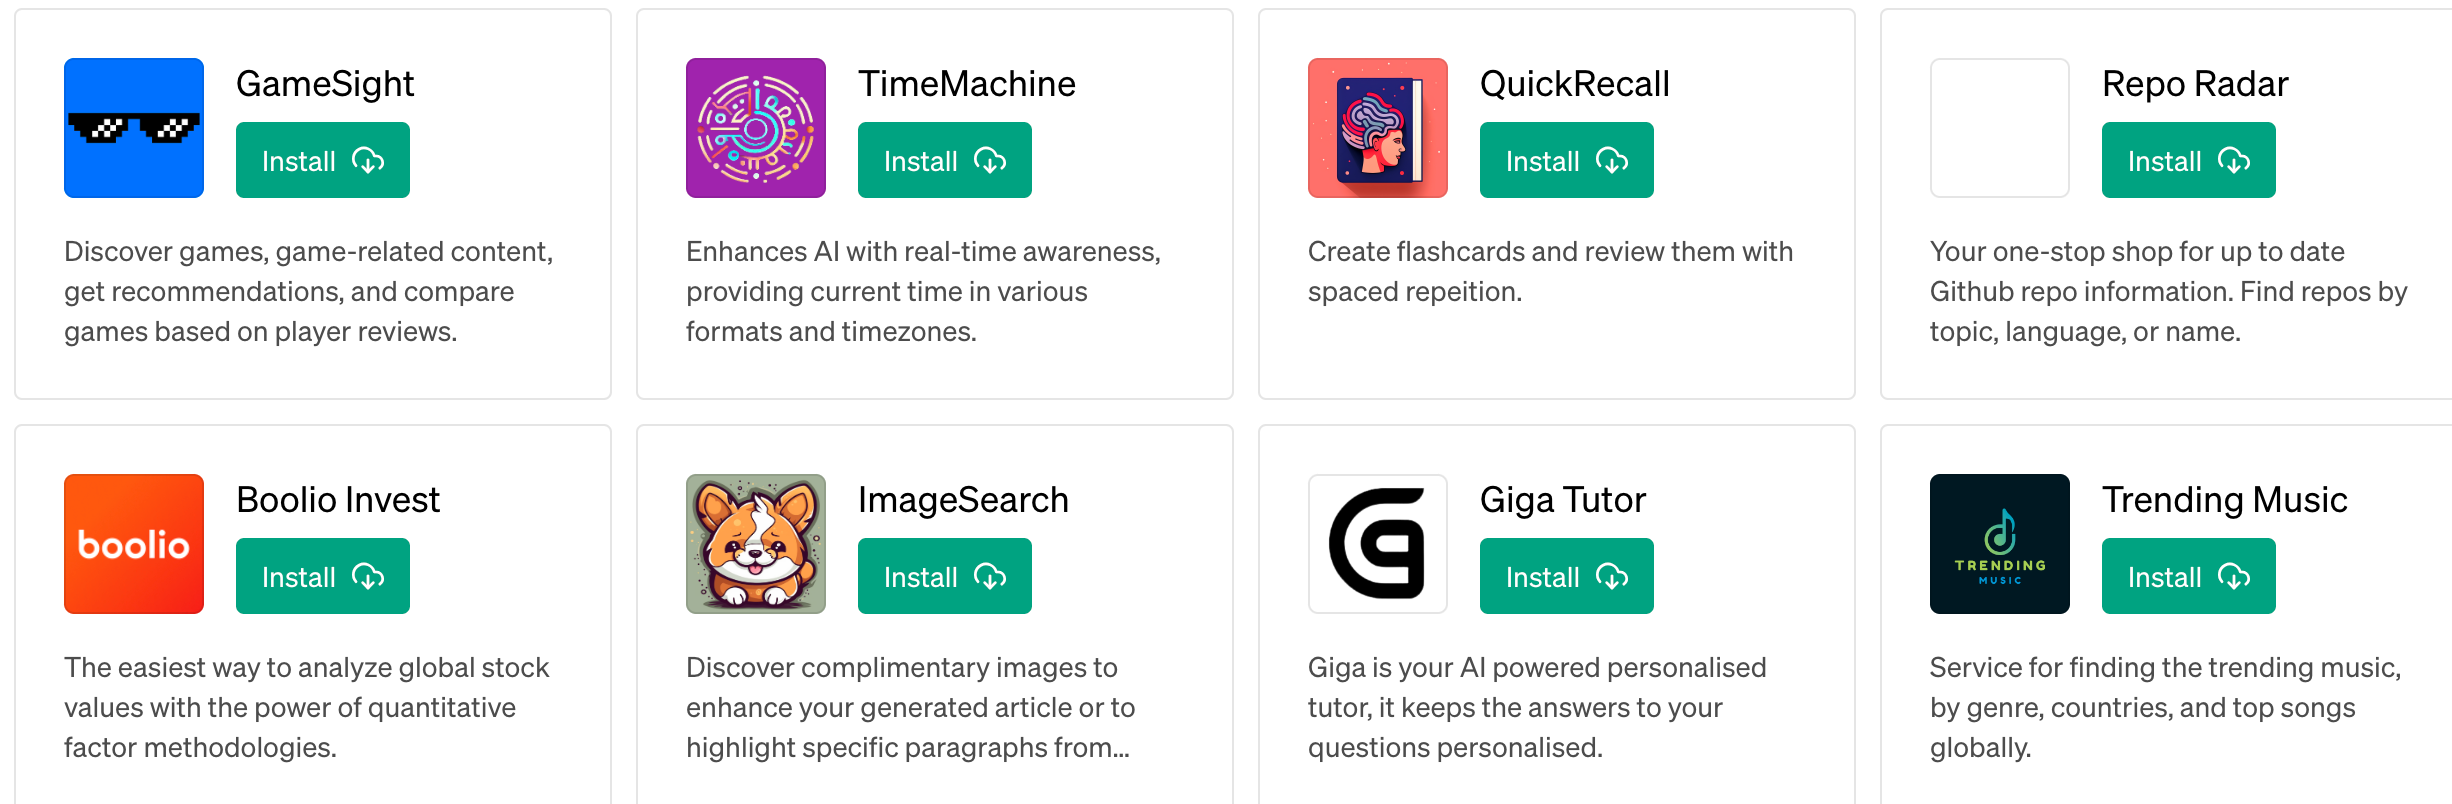 GameSight
Install
Discover games, game-related content,
get recommendations, and compare
games based on player reviews.
TimeMachine
Install
Enhances AI with real-time awareness,
providing current time in various
formats and timezones.
QuickRecall
Install
Create flashcards and review them with
spaced repeition.
Repo Radar
Install
Your one-stop shop for up to date
Github repo information. Find repos by
topic, language, or name.
boolio
Boolio Invest
Install
The easiest way to analyze global stock
values with the power of quantitative
factor methodologies.
ImageSearch
Install
Discover complimentary images to
enhance your generated article or to
highlight specific paragraphs from...
Giga Tutor
Install
Giga is your AI powered personalised
tutor, it keeps the answers to your
questions personalised.
TRENDING
MUSIC
Trending Music
Install
Service for finding the trending music,
by genre, countries, and top songs
globally.